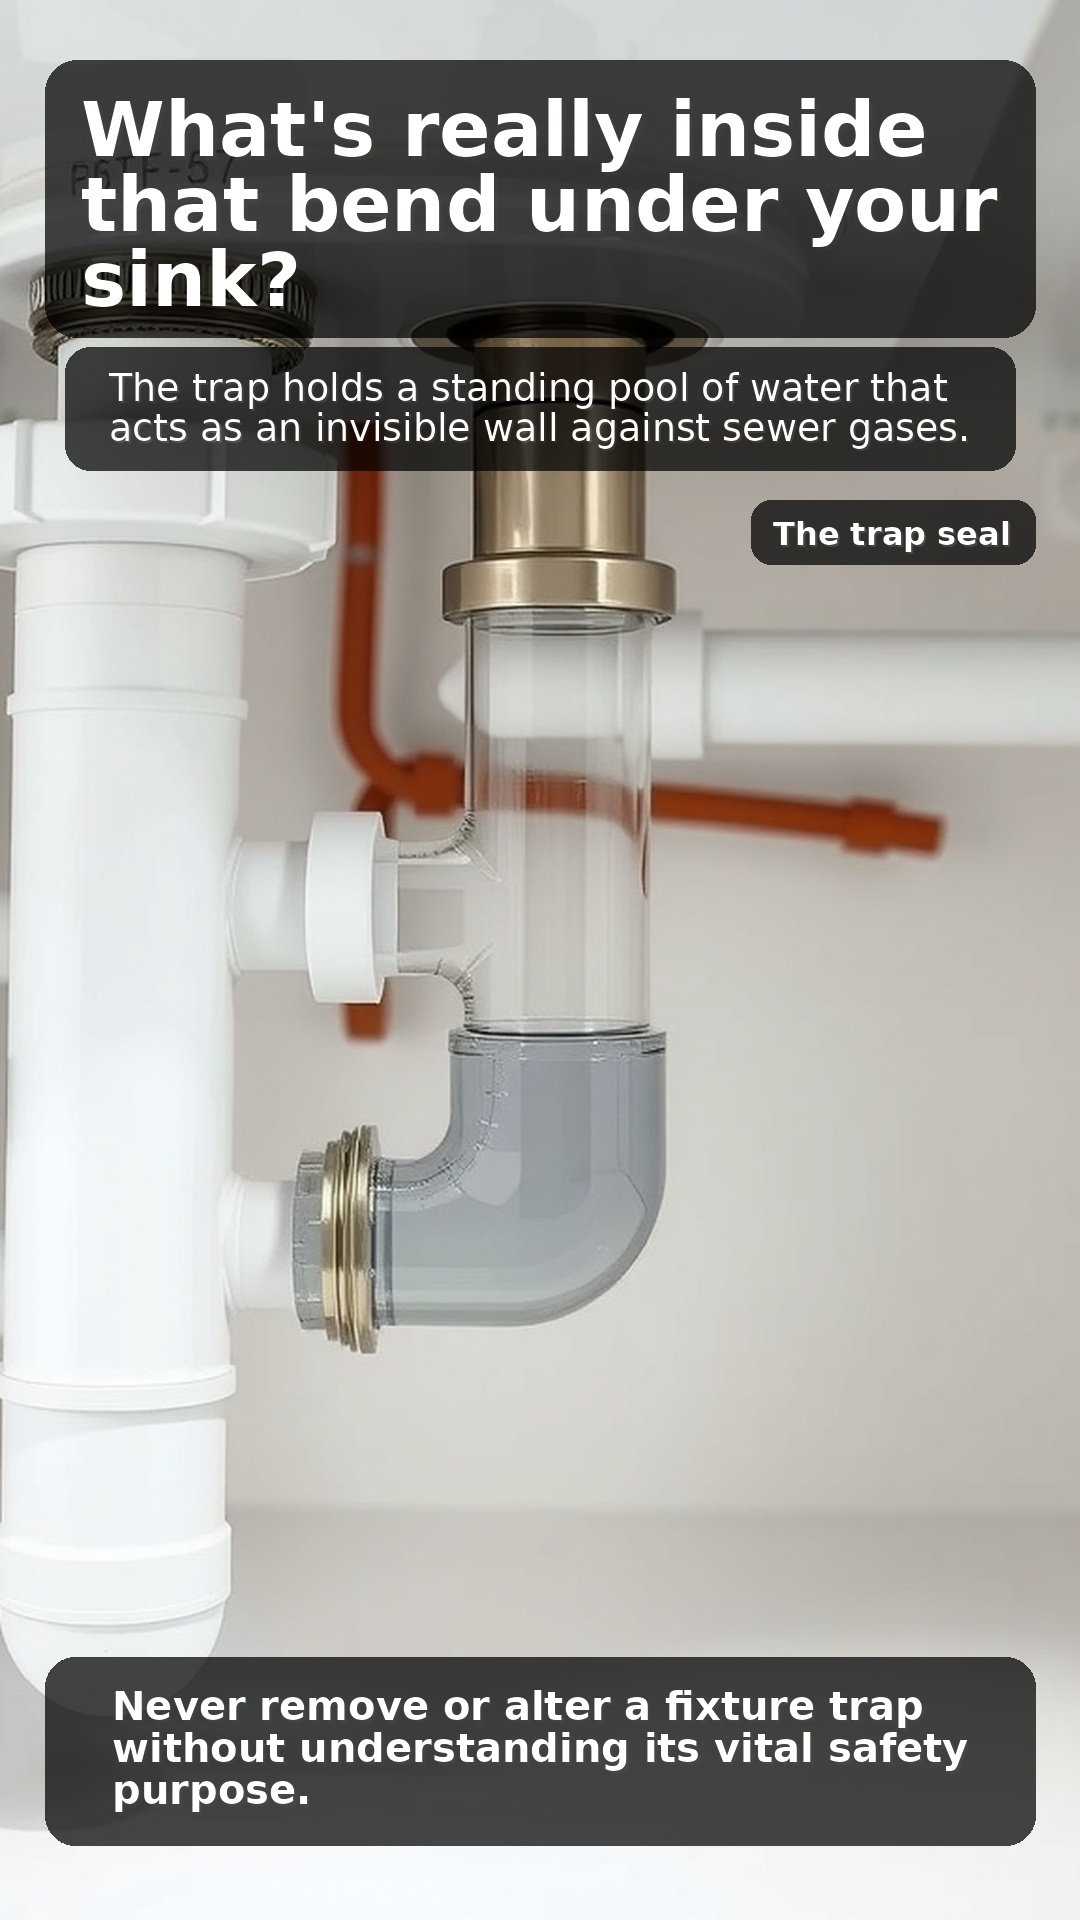 What's really inside
that bend under your
sink?
The trap holds a standing pool of water that
acts as an invisible wall against sewer gases.
The trap seal
Never remove or alter a fixture trap
without understanding its vital safety
purpose.